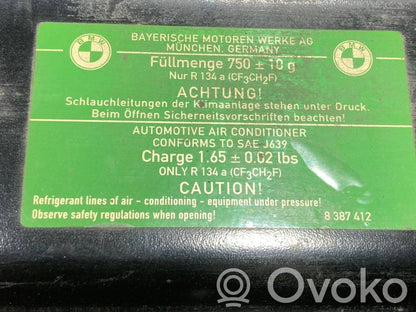 BMW
BMW
BAYERISCHE MOTOREN WERKE AG
MÜNCHEN, GERMANY
Füllmenge 750 ± 10 g
Nur R 134 a (CF3CH2F)
ACHTUNG!
Schlauchleitungen der Klimaanlage stehen unter Druck.
Beim Öffnen Sicherheitsvorschriften beachten!
AUTOMOTIVE AIR CONDITIONER
CONFORMS TO SAE J639
Charge 1.65 ± 0.02 lbs
ONLY R 134 a (CF3CH2F)
CAUTION!
Refrigerant lines of air - conditioning - equipment under pressure!
Observe safety regulations when opening!
8 387 412
Ovoko